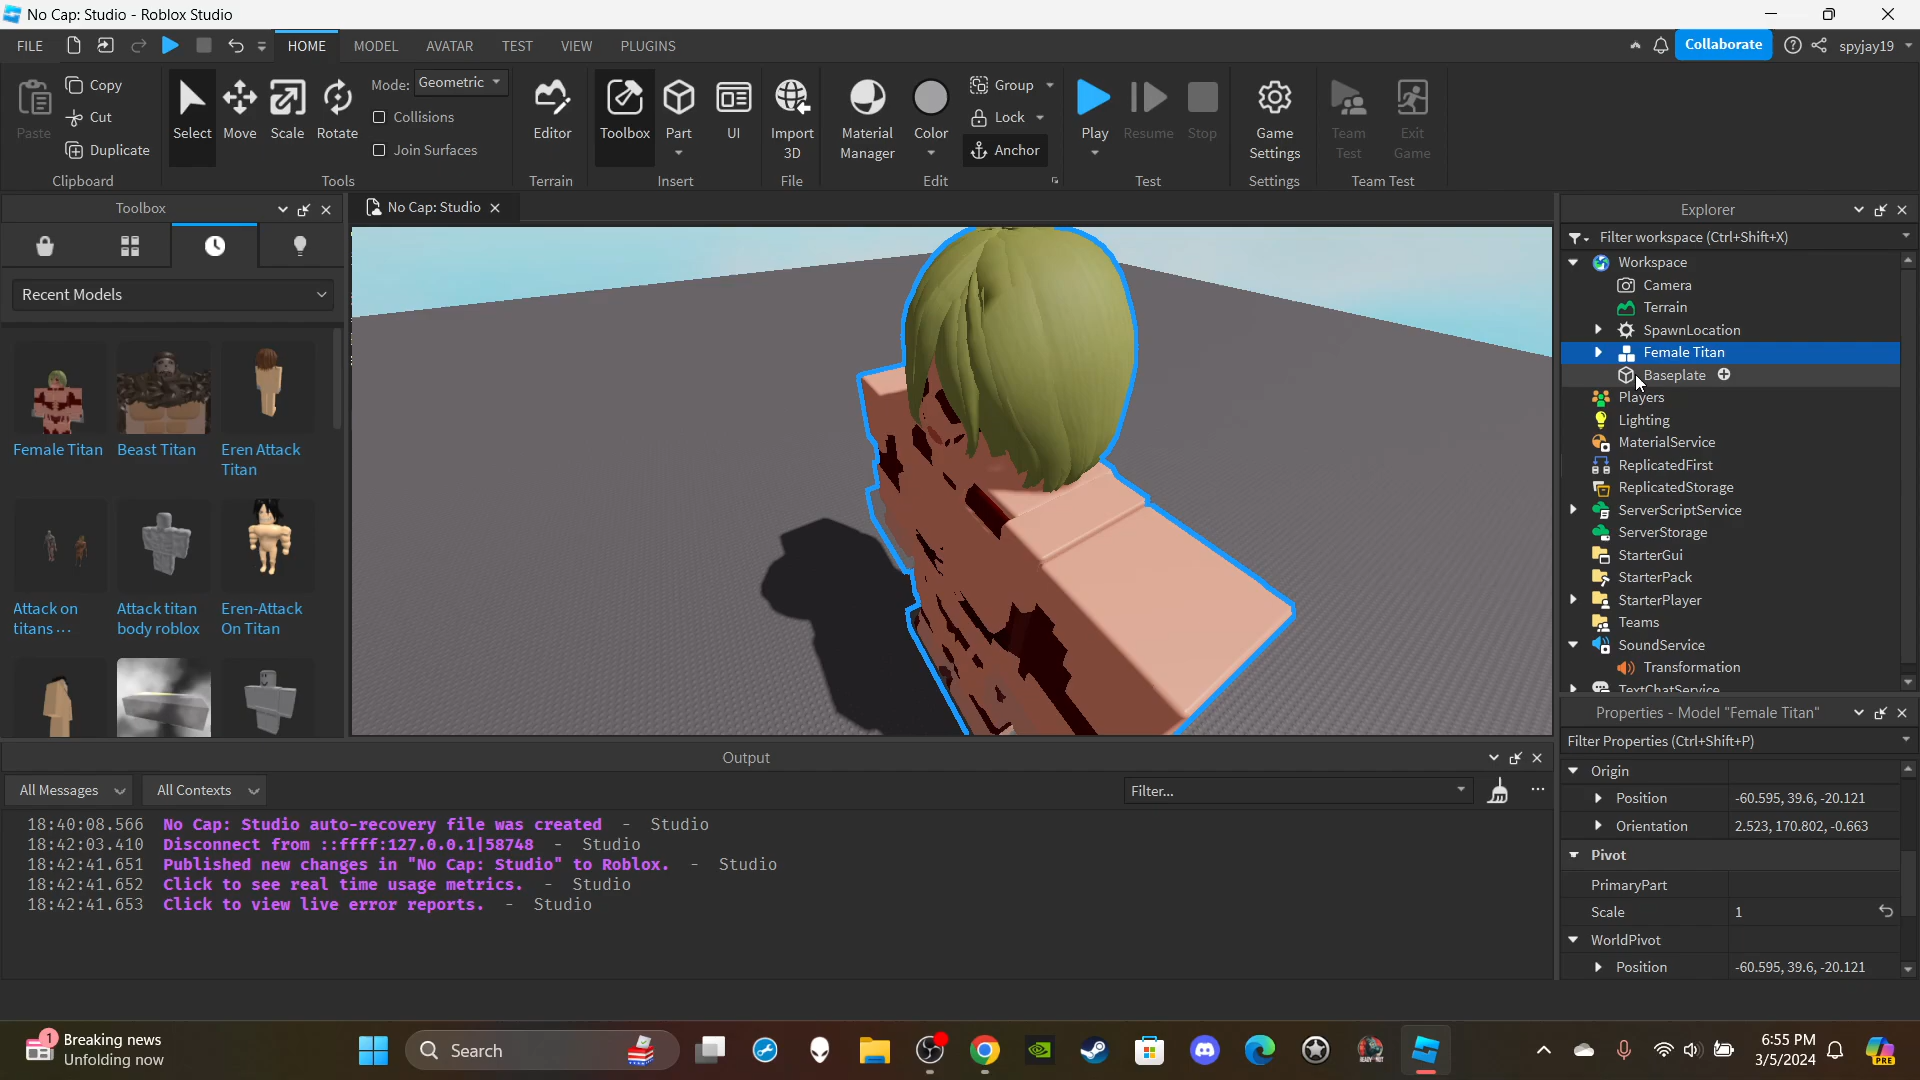 No Cap: Studio - Roblox Studio
FILE
HOME
MODEL
AVATAR
TEST
VIEW
PLUGINS
Collaborate
spyjay19
Paste
Copy
Cut
Duplicate
Clipboard
Select
Move
Scale
Rotate
Mode: Geometric
Collisions
Join Surfaces
Tools
Editor
Terrain
Toolbox
Part
UI
Insert
Import
3D
File
Material
Manager
Color
Group
Lock
Anchor
Edit
Play
Resume
Stop
Test
Game
Settings
Settings
Team
Test
Exit
Game
Team Test
Toolbox
Recent Models
Female Titan
Beast Titan
Eren Attack
Titan
Attack on
titans ...
Attack titan
body roblox
Eren-Attack
On Titan
No Cap: Studio
Explorer
Filter workspace (Ctrl+Shift+X)
Workspace
Camera
Terrain
SpawnLocation
Female Titan
Baseplate
Players
Lighting
MaterialService
ReplicatedFirst
ReplicatedStorage
ServerScriptService
ServerStorage
StarterGui
StarterPack
StarterPlayer
Teams
SoundService
Transformation
TextChatService
Properties - Model "Female Titan"
Filter Properties (Ctrl+Shift+P)
Origin
Position -60.595, 39.6, -20.121
Orientation 2.523, 170.802, -0.663
Pivot
PrimaryPart
Scale 1
WorldPivot
Position -60.595, 39.6, -20.121
Output
All Messages
All Contexts
Filter...
18:40:08.566 No Cap: Studio auto-recovery file was created - Studio
18:42:03.410 Disconnect from ::ffff:127.0.0.1|58748 - Studio
18:42:41.651 Published new changes in "No Cap: Studio" to Roblox. - Studio
18:42:41.652 Click to see real time usage metrics. - Studio
18:42:41.653 Click to view live error reports. - Studio
1
Breaking news
Unfolding now
Search
6:55 PM
3/5/2024
PRE